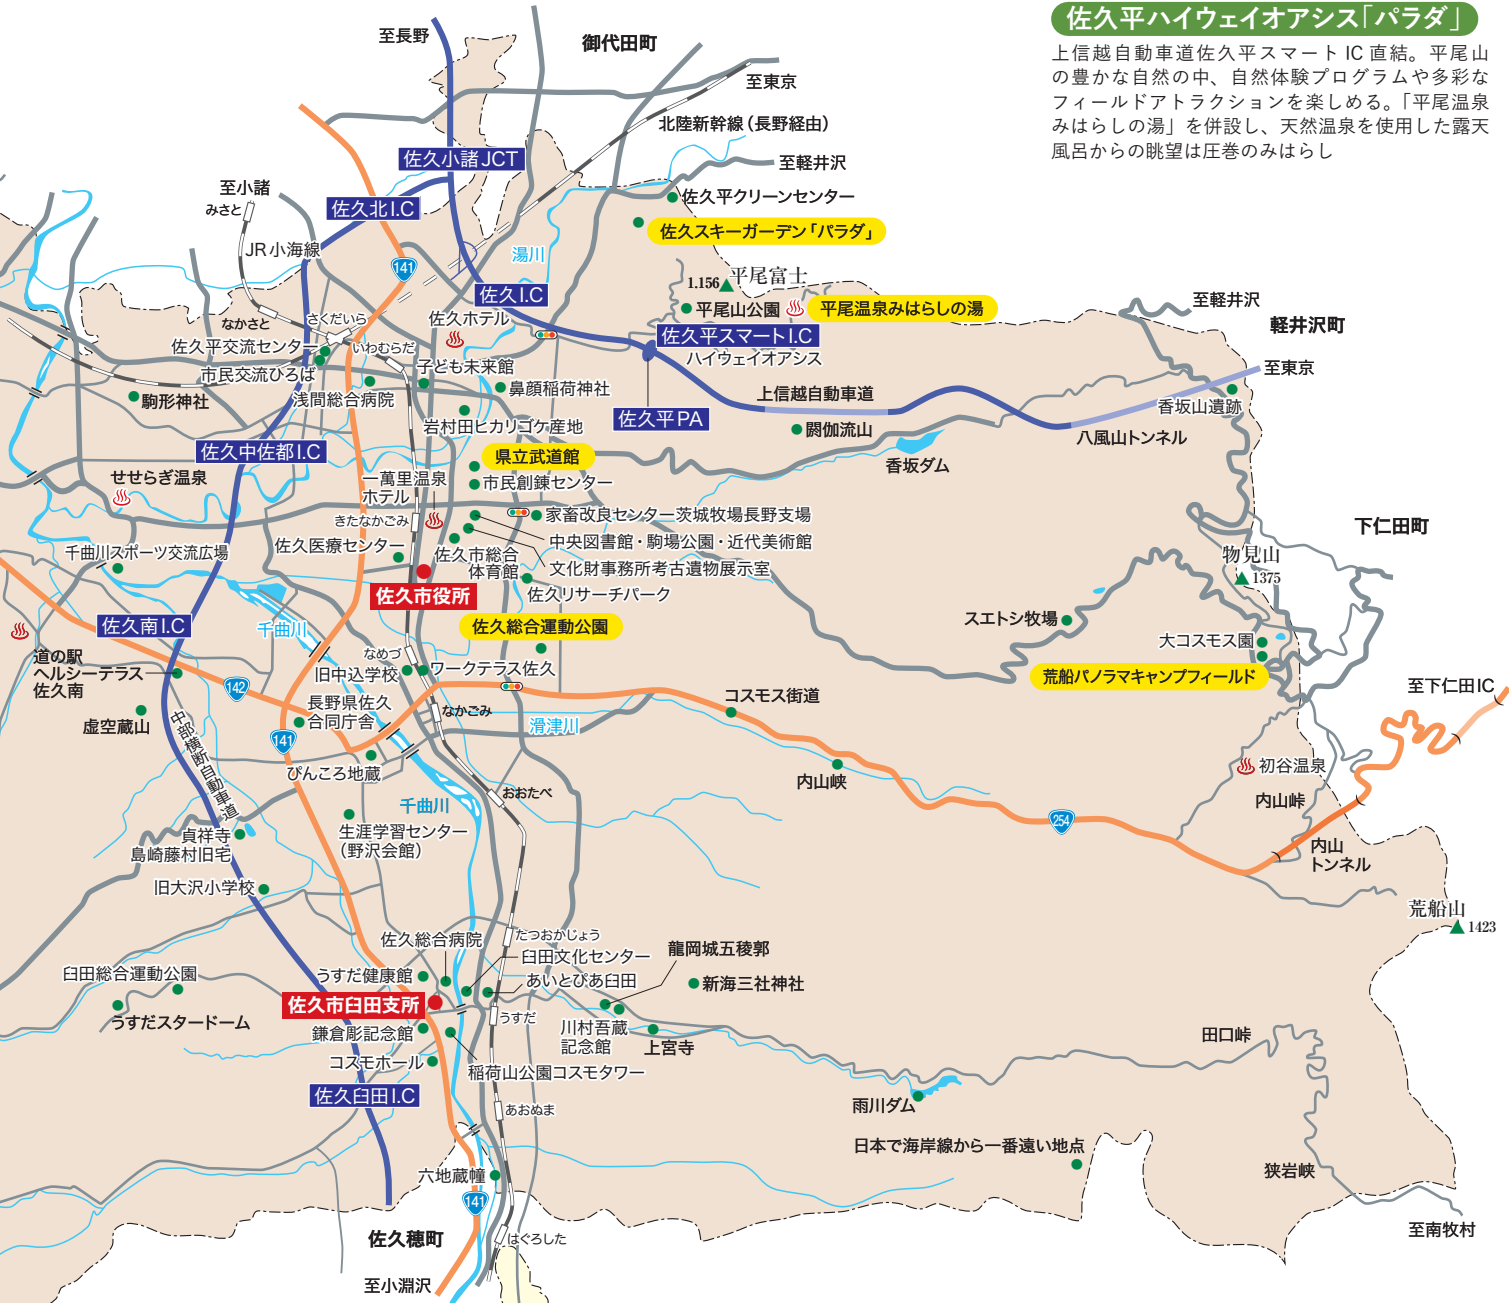 佐久平ハイウェイオアシス「パラダ」
上信越自動車道佐久平スマートIC直結。平尾山
の豊かな自然の中、自然体験プログラムや多彩な
フィールドアトラクションを楽しめる。「平尾温泉
みはらしの湯」を併設し、天然温泉を使用した露天
風呂からの眺望は圧巻のみはらし
至長野
御代田町
至東京
北陸新幹線(長野経由)
佐久小諸JCT
至軽井沢
至小諸
みさと
佐久北I.C
佐久平クリーンセンター
佐久スキーガーデン「パラダ」
JR小海線
141
湯川
1.156
平尾富士
佐久I.C
平尾山公園
平尾温泉みはらしの湯
至軽井沢
軽井沢町
なかさと
さくだいら
佐久ホテル
佐久平スマートI.C
ハイウェイオアシス
佐久平交流センター
いわむらだ
市民交流ひろば
子ども未来館
至東京
浅間総合病院
鼻顔稲荷神社
上信越自動車道
駒形神社
香坂山遺跡
岩村田ヒカリゴケ産地
佐久平PA
閼伽流山
八風山トンネル
佐久中佐都I.C
県立武道館
香坂ダム
せせらぎ温泉
一萬里温泉
ホテル
市民創錬センター
きたなかごみ
家畜改良センター茨城牧場長野支場
下仁田町
千曲川スポーツ交流広場
佐久医療センター
佐久市総合
体育館
中央図書館・駒場公園・近代美術館
文化財事務所考古遺物展示室
物見山
1375
佐久市役所
佐久リサーチパーク
佐久南I.C
千曲川
佐久総合運動公園
スエトシ牧場
大コスモス園
道の駅
ヘルシーテラス
佐久南
なめづ
旧中込学校
ワークテラス佐久
荒船パノラマキャンプフィールド
142
コスモス街道
至下仁田IC
虚空蔵山
長野県佐久
合同庁舎
なかごみ
滑津川
中部横断自動車道
141
ぴんころ地蔵
内山峡
初谷温泉
千曲川
おおたべ
内山峠
254
生涯学習センター
(野沢会館)
貞祥寺
島崎藤村旧宅
内山
トンネル
旧大沢小学校
荒船山
1423
佐久総合病院
たつおかじょう
龍岡城五稜郭
臼田文化センター
臼田総合運動公園
うすだ健康館
あいとぴあ臼田
新海三社神社
佐久市臼田支所
うすだスタードーム
うすだ
鎌倉彫記念館
川村吾蔵
記念館
上宮寺
田口峠
コスモホール
稲荷山公園コスモタワー
佐久臼田I.C
あおぬま
雨川ダム
日本で海岸線から一番遠い地点
六地蔵幢
狭岩峡
141
佐久穂町
はぐろした
至南牧村
至小淵沢